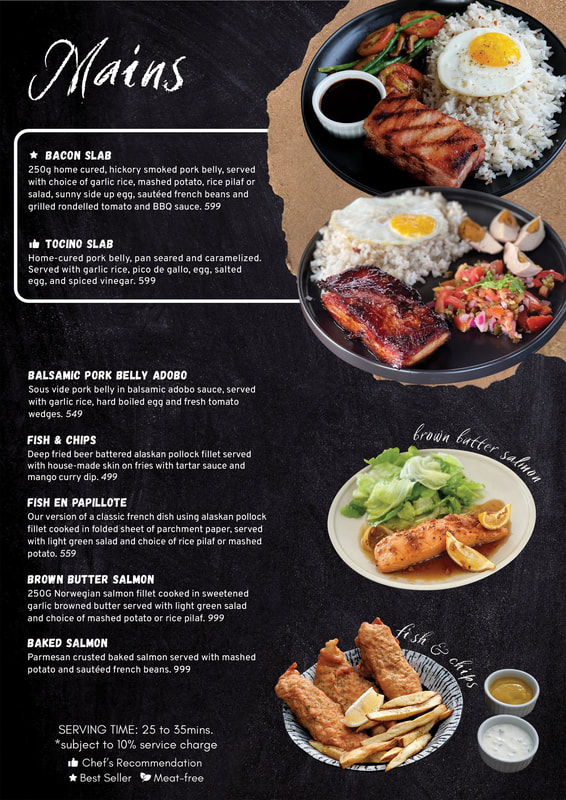 Mains
BACON SLAB
250g home cured, hickory smoked pork belly, served
with choice of garlic rice, mashed potato, rice pilaf or
salad, sunny side up egg, sautéed french beans and
grilled rondelled tomato and BBQ sauce. 599
TOCINO SLAB
Home-cured pork belly, pan seared and caramelized.
Served with garlic rice, pico de gallo, egg, salted
egg, and spiced vinegar. 599
BALSAMIC PORK BELLY ADOBO
Sous vide pork belly in balsamic adobo sauce, served
with garlic rice, hard boiled egg and fresh tomato
wedges. 549
FISH & CHIPS
Deep fried beer battered alaskan pollock fillet served
with house-made skin on fries with tartar sauce and
mango curry dip. 499
FISH EN PAPILLOTE
Our version of a classic french dish using alaskan pollock
fillet cooked in folded sheet of parchment paper, served
with light green salad and choice of rice pilaf or mashed
potato. 559
BROWN BUTTER SALMON
250G Norwegian salmon fillet cooked in sweetened
garlic browned butter served with light green salad
and choice of mashed potato or rice pilaf. 999
BAKED SALMON
Parmesan crusted baked salmon served with mashed
potato and sautéed french beans. 999
brown butter salmon
fish & chips
SERVING TIME: 25 to 35mins.
*subject to 10% service charge
Chef's Recommendation
Best Seller Meat-free